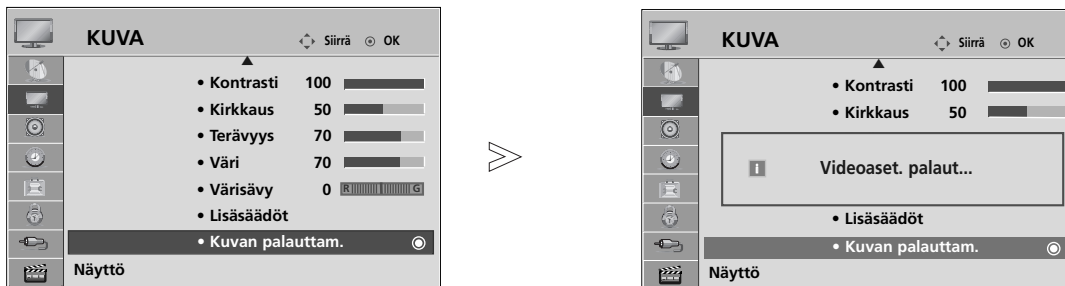 KUVA Siirrä OK
• Kontrasti 100
• Kirkkaus 50
• Terävyys 70
• Väri 70
• Värisävy 0 R G
• Lisäsäädöt
• Kuvan palauttam.
Näyttö
KUVA Siirrä OK
• Kontrasti 100
• Kirkkaus 50
i Videoaset. palaut...
• Lisäsäädöt
• Kuvan palauttam.
Näyttö